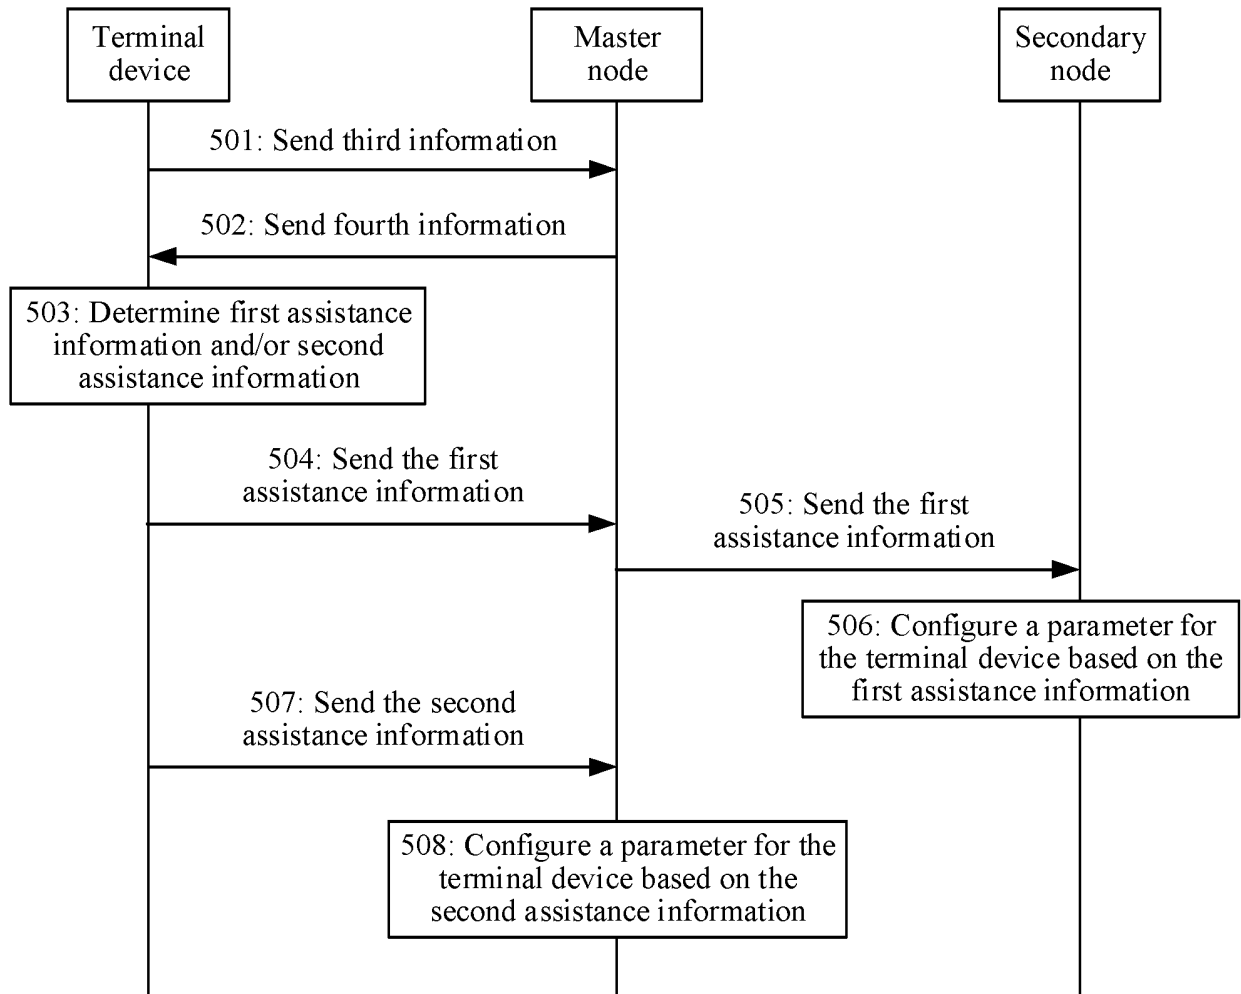 Terminal
device
Master
node
Secondary
node
501: Send third information
502: Send fourth information
503: Determine first assistance
information and/or second
assistance information
504: Send the first
assistance information
505: Send the first
assistance information
506: Configure a parameter for
the terminal device based on the
first assistance information
507: Send the second
assistance information
508: Configure a parameter for the
terminal device based on the
second assistance information